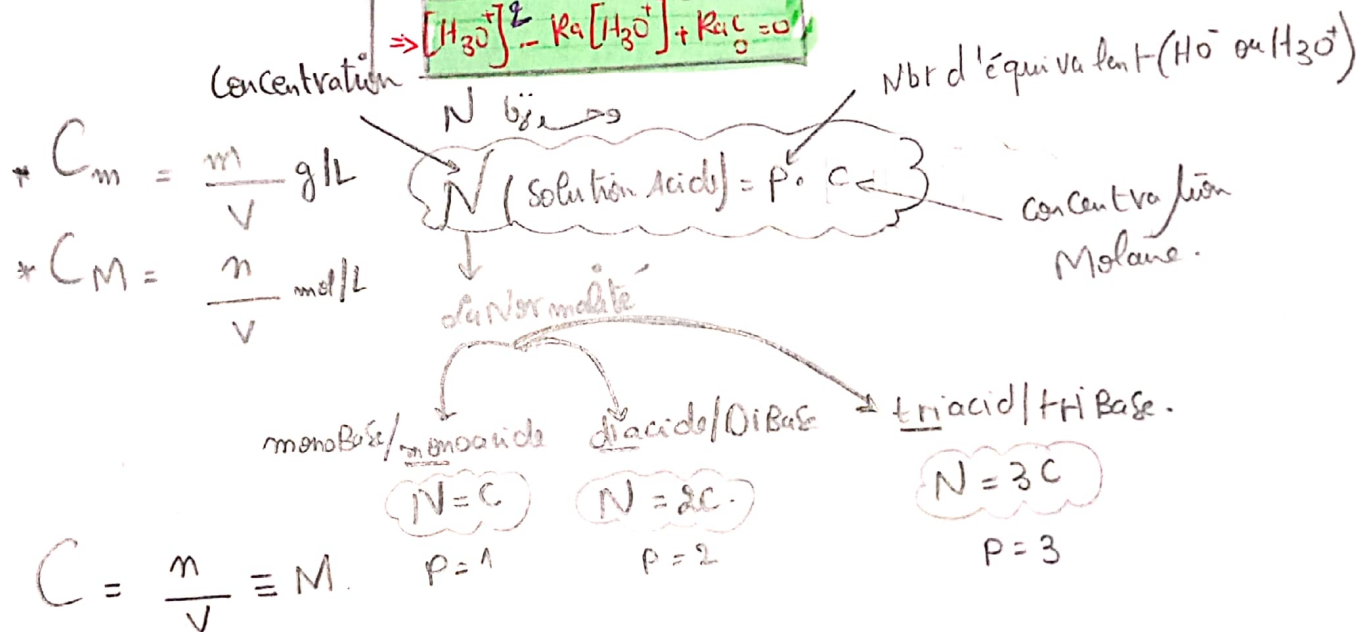 ⇒ [H₃O⁺]² - Ka[H₃O⁺] + KaC₀ = 0
Concentration
Nbr d'équivalent (HO⁻ ou H₃O⁺)
N
* Cm = m/V g/L
N (Solution Acide) = P. C
Concentration
Molaire.
* CM = n/V mol/L
La Normalité
monoBase/monoacide
diacide/DiBase
triacid/triBase.
N = C
N = 2C.
N = 3C
P = 1
P = 2
P = 3
C = n/V ≡ M.